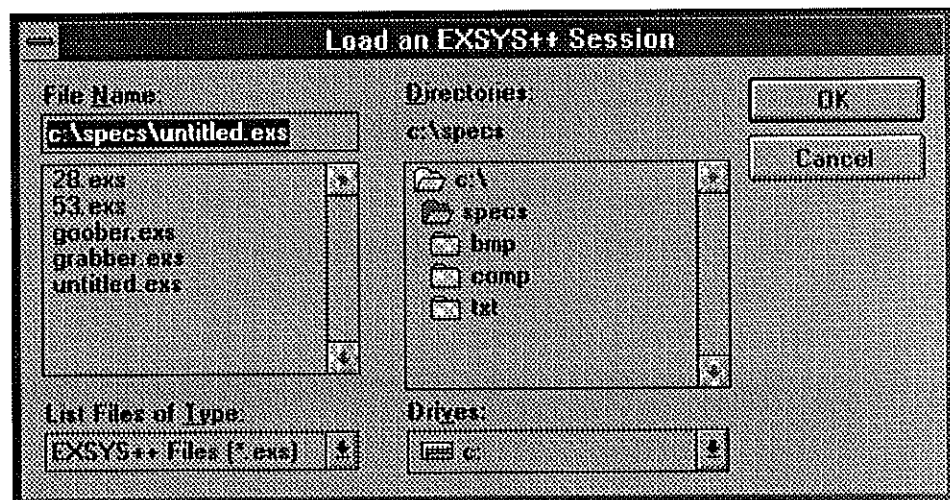 Load an EXSYS++ Session
File Name:
c:\specs\untitled.exs
28.exs
53.exs
goober.exs
grabber.exs
untitled.exs
List Files of Type:
EXSYS++ Files (*.exs)
Directories:
c:\specs
c:\
specs
bmp
comp
txt
Drives:
c:
OK
Cancel